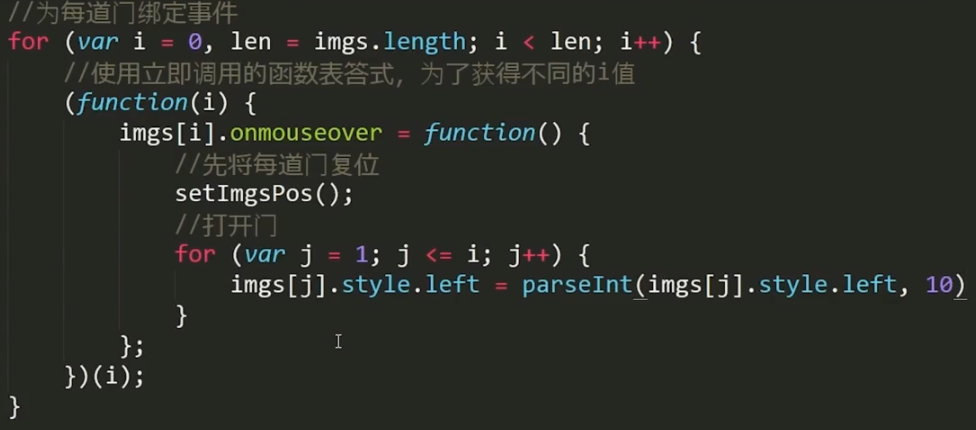 //为每道门绑定事件
for (var i = 0, len = imgs.length; i < len; i++) {
//使用立即调用的函数表答式，为了获得不同的i值
(function(i) {
imgs[i].onmouseover = function() {
//先将每道门复位
setImgsPos();
//打开门
for (var j = 1; j <= i; j++) {
imgs[j].style.left = parseInt(imgs[j].style.left, 10)
}
};
})(i);
}